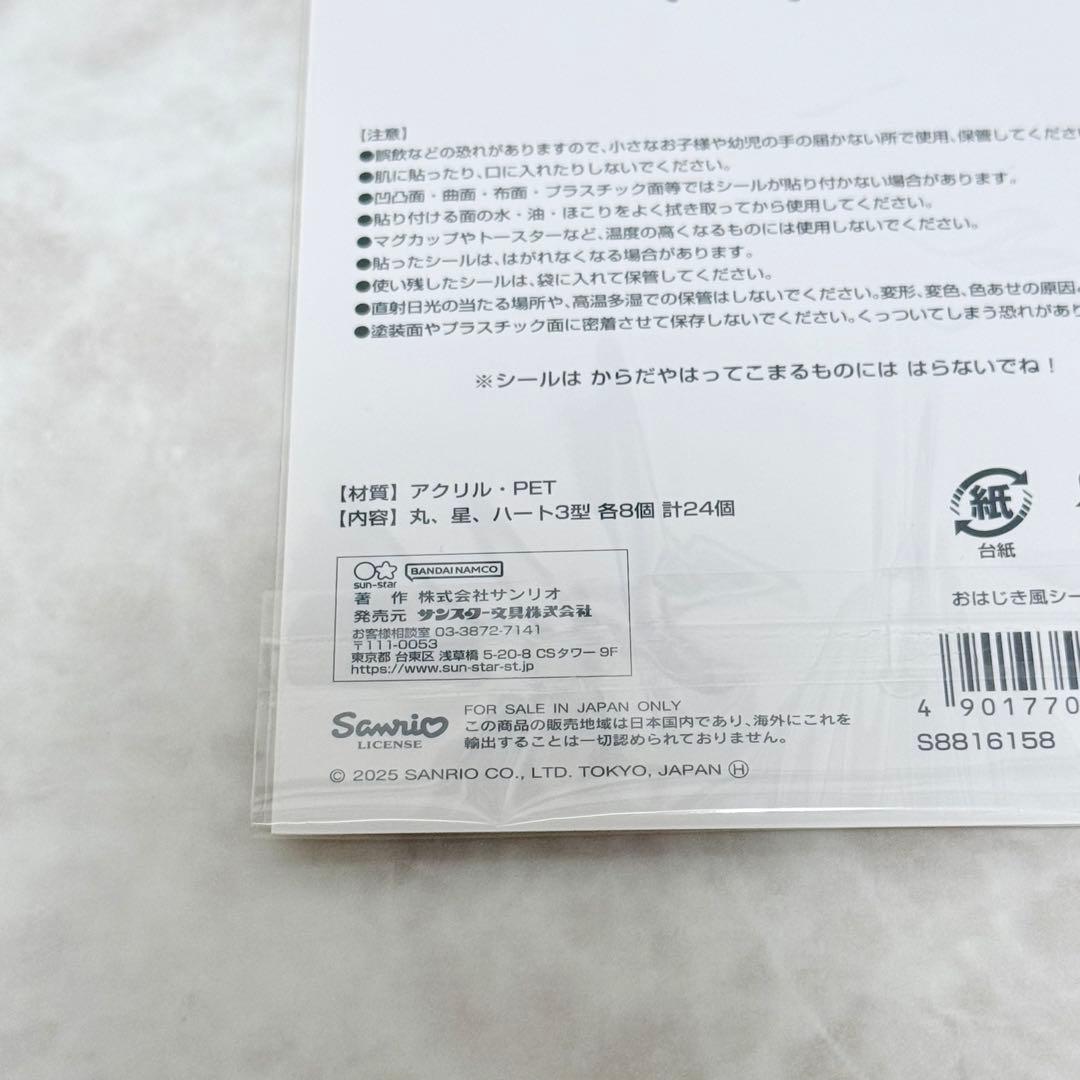 【注意】
●誤飲などの恐れがありますので、小さなお子様や幼児の手の届かない所で使用、保管してくださ
●肌に貼ったり、口に入れたりしないでください。
●凹凸面・曲面・布面・プラスチック面等ではシールが貼り付かない場合があります。
●貼り付ける面の水・油・ほこりをよく拭き取ってから使用してください。
●マグカップやトースターなど、温度の高くなるものには使用しないでください。
●貼ったシールは、はがれなくなる場合があります。
●使い残したシールは、袋に入れて保管してください。
●直射日光の当たる場所や、高温多湿での保管はしないでください。変形、変色、色あせの原因
●塗装面やプラスチック面に密着させて保存しないでください。くっついてしまう恐れがあり
※シールは からだやはってこまるものには はらないでね!
【材質】アクリル・PET
【内容】丸、星、ハート3型 各8個 計24個
紙
台紙
sun-star BANDAI NAMCO
著 作 株式会社サンリオ
発売元 サンスター文具株式会社
お客様相談室 03-3872-7141
〒111-0053
東京都 台東区 浅草橋 5-20-8 CSタワー 9F
https://www.sun-star-st.jp
おはじき風シー
4 901770
S8816158
Sanrio
LICENSE
FOR SALE IN JAPAN ONLY
この商品の販売地域は日本国内であり、海外にこれを
輸出することは一切認められておりません。
© 2025 SANRIO CO., LTD. TOKYO, JAPAN Ⓗ